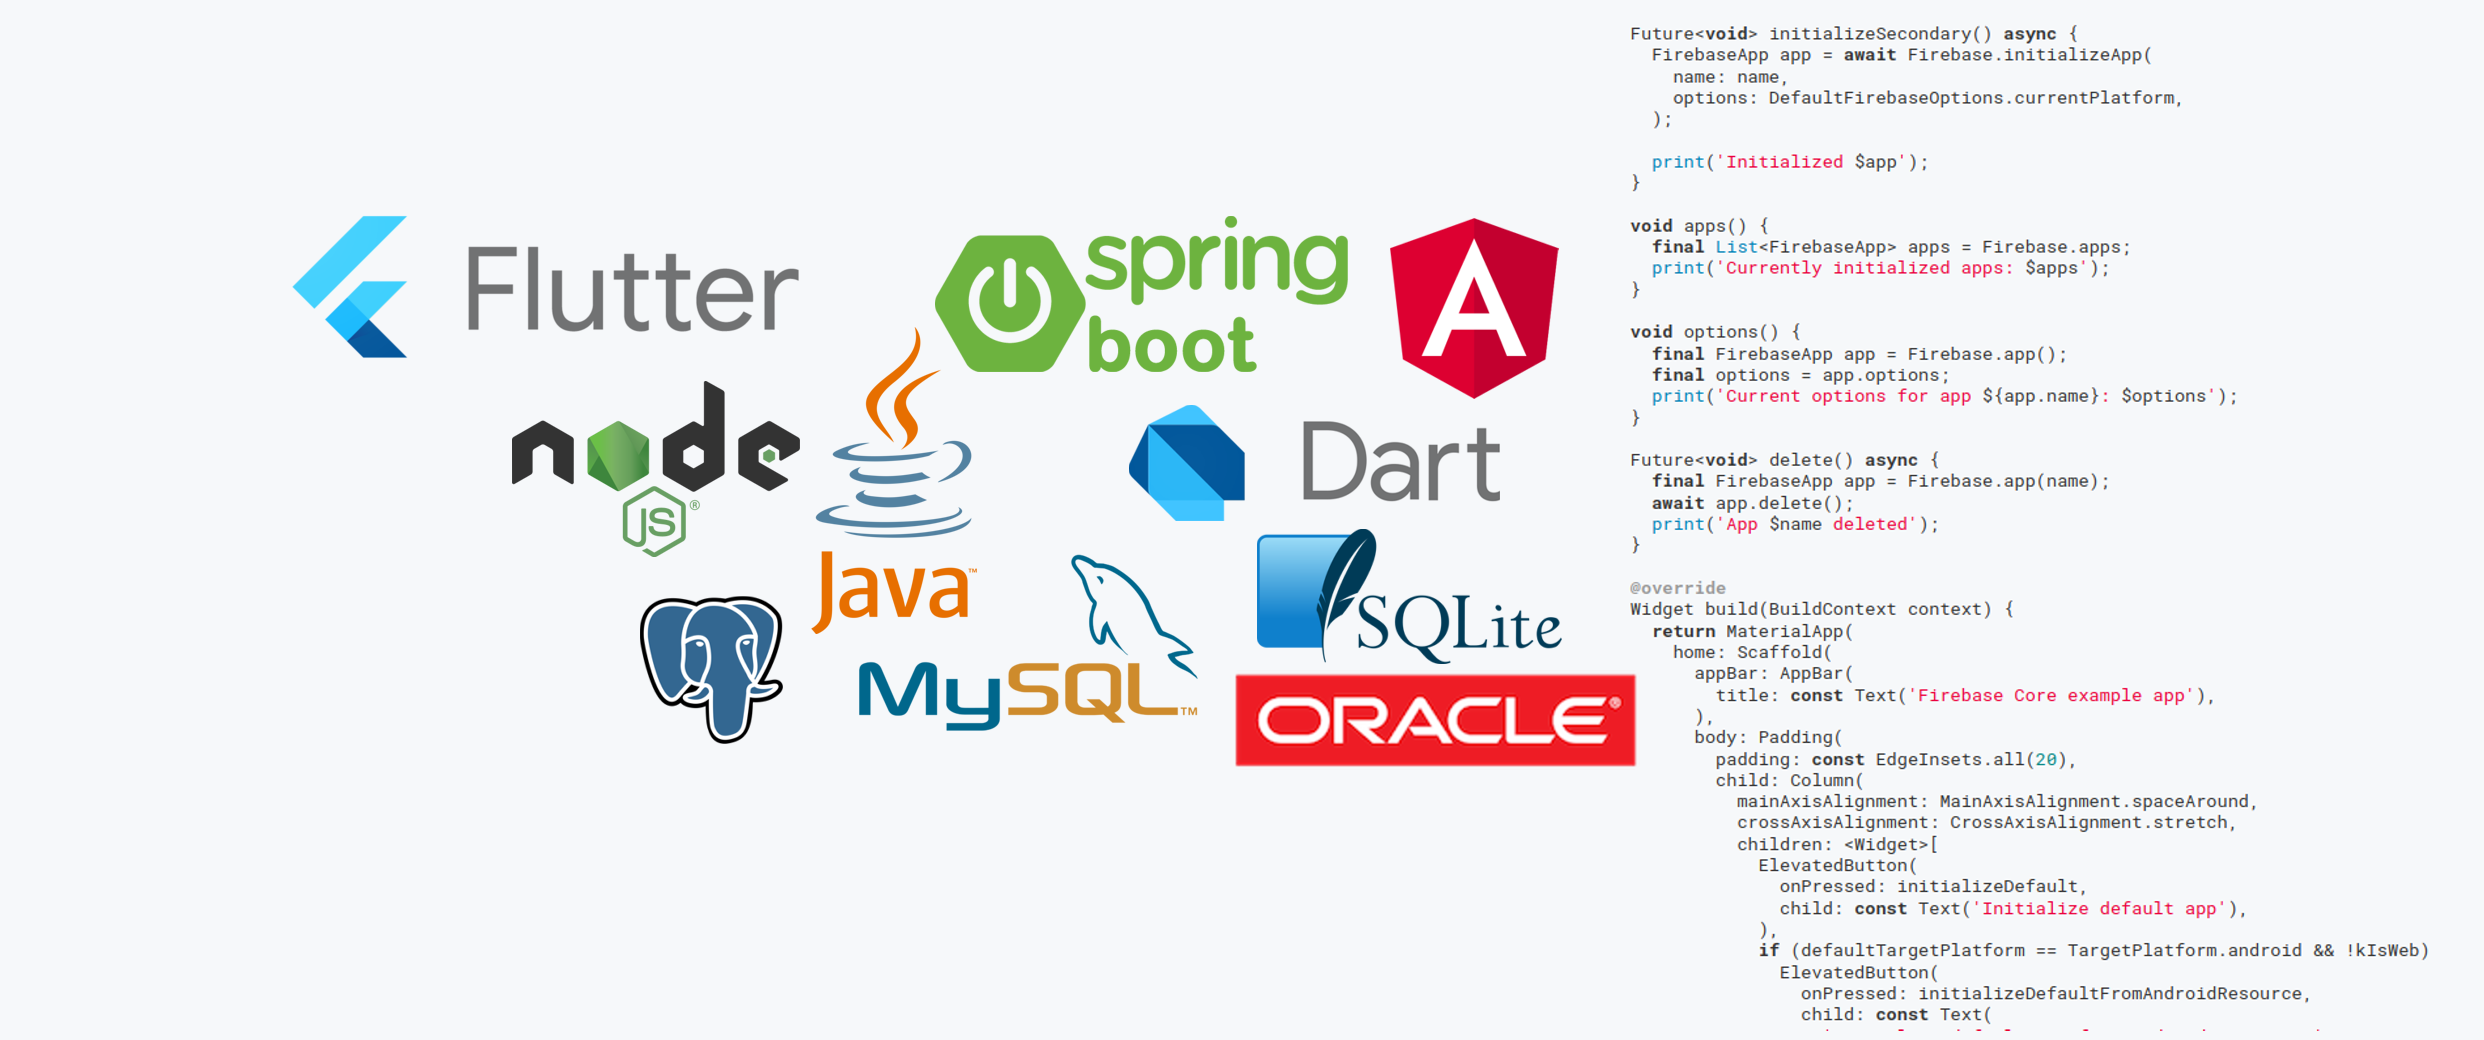 Flutter
spring
boot
A
node
JS®
Java™
Dart
SQLite
MySQL™
ORACLE®
Future<void> initializeSecondary() async {
  FirebaseApp app = await Firebase.initializeApp(
    name: name,
    options: DefaultFirebaseOptions.currentPlatform,
  );

  print('Initialized $app');
}

void apps() {
  final List<FirebaseApp> apps = Firebase.apps;
  print('Currently initialized apps: $apps');
}

void options() {
  final FirebaseApp app = Firebase.app();
  final options = app.options;
  print('Current options for app ${app.name}: $options');
}

Future<void> delete() async {
  final FirebaseApp app = Firebase.app(name);
  await app.delete();
  print('App $name deleted');
}

@override
Widget build(BuildContext context) {
  return MaterialApp(
    home: Scaffold(
      appBar: AppBar(
        title: const Text('Firebase Core example app'),
      ),
      body: Padding(
        padding: const EdgeInsets.all(20),
        child: Column(
          mainAxisAlignment: MainAxisAlignment.spaceAround,
          crossAxisAlignment: CrossAxisAlignment.stretch,
          children: <Widget>[
            ElevatedButton(
              onPressed: initializeDefault,
              child: const Text('Initialize default app'),
            ),
            if (defaultTargetPlatform == TargetPlatform.android && !kIsWeb)
              ElevatedButton(
                onPressed: initializeDefaultFromAndroidResource,
                child: const Text(